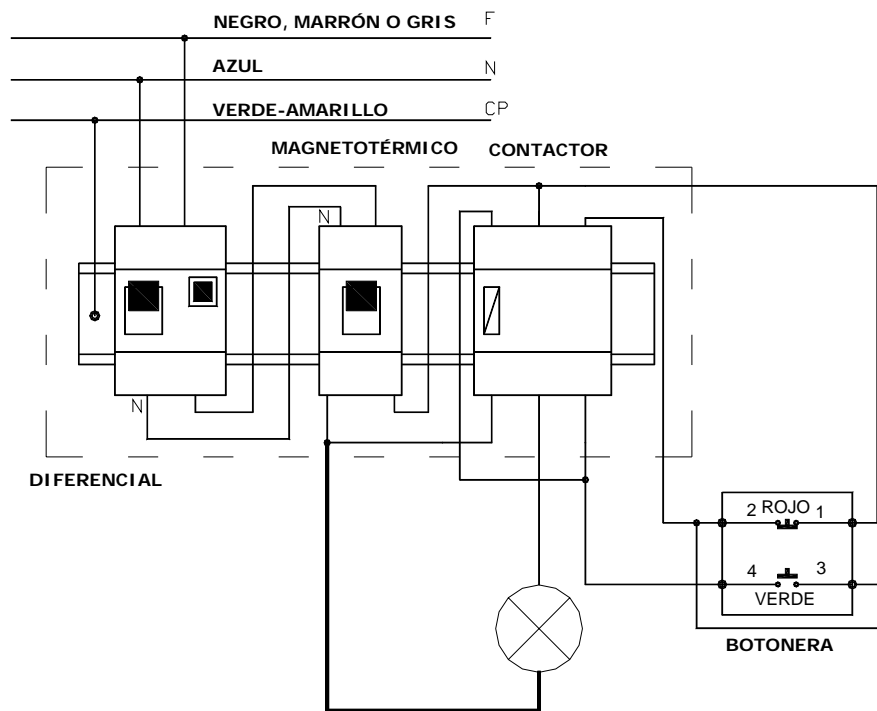 NEGRO, MARRÓN O GRIS F
AZUL N
VERDE-AMARILLO CP
MAGNETOTÉRMICO CONTACTOR
N
N
DIFERENCIAL
2 ROJO 1
4 3
VERDE
BOTONERA